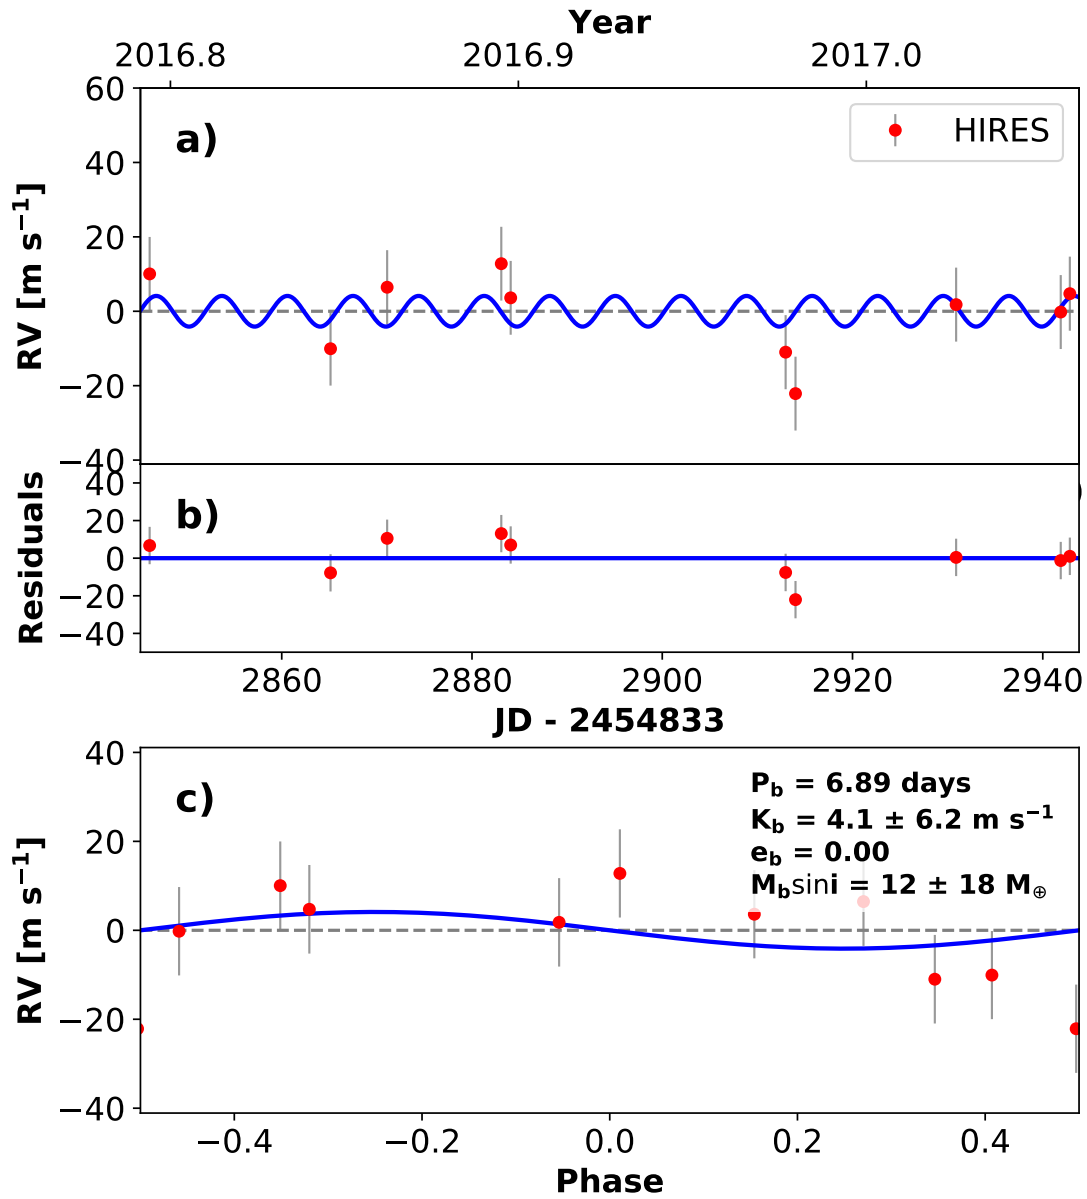 Year
2016.8 2016.9 2017.0
60
a)
HIRES
40
20
0
−20
−40
RV [m s⁻¹]
40
b)
20
0
−20
−40
Residuals
2860 2880 2900 2920 2940
JD - 2454833
40
c)
P_b = 6.89 days
K_b = 4.1 ± 6.2 m s⁻¹
e_b = 0.00
M_b sini = 12 ± 18 M_⊕
20
0
−20
−40
RV [m s⁻¹]
−0.4 −0.2 0.0 0.2 0.4
Phase